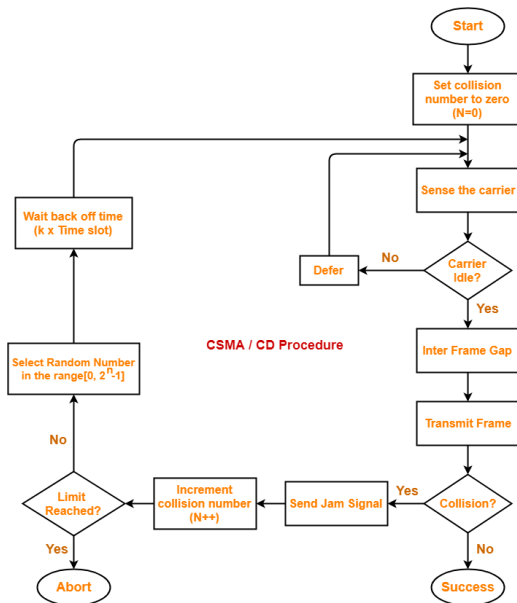 Start
Set collision
number to zero
(N=0)
Sense the carrier
Carrier
Idle?
No
Defer
Yes
Inter Frame Gap
Transmit Frame
Collision?
Yes
No
Success
Send Jam Signal
Increment
collision number
(N++)
Limit
Reached?
Yes
Abort
No
Select Random Number
in the range[0, 2^n-1]
Wait back off time
(k x Time slot)
CSMA / CD Procedure